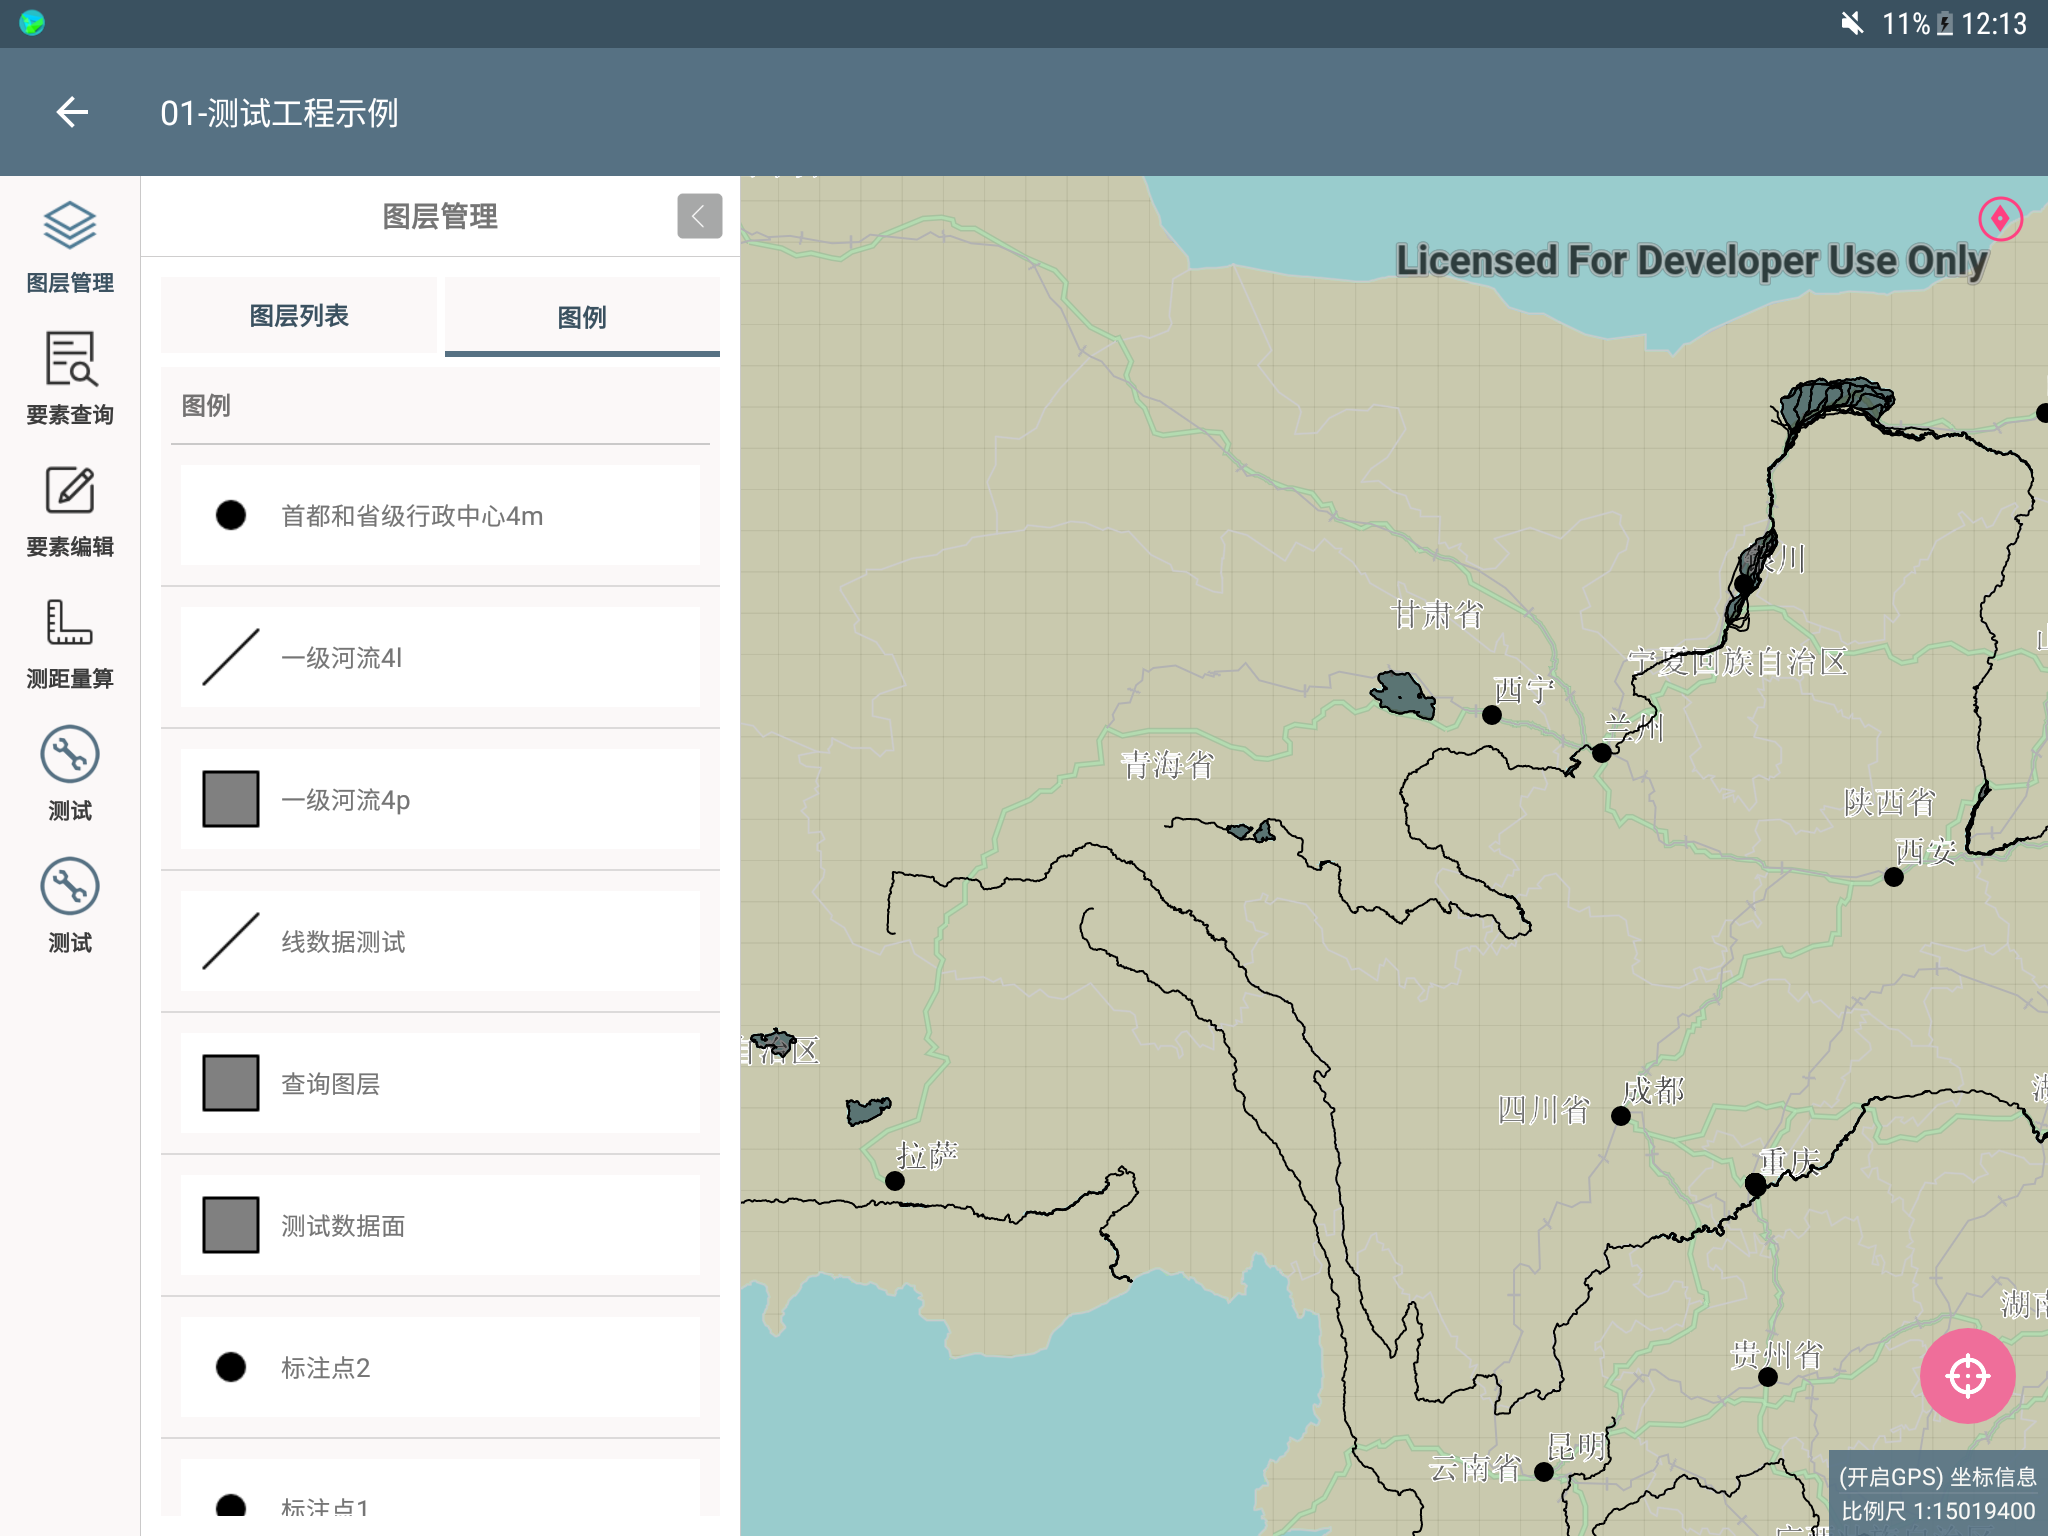 11% 12:13
01-测试工程示例
图层管理
要素查询
要素编辑
测距量算
测试
测试
图层管理
图层列表
图例
图例
首都和省级行政中心4m
一级河流4l
一级河流4p
线数据测试
查询图层
测试数据面
标注点2
标注点1
Licensed For Developer Use Only
川
甘肃省
宁夏回族自治区
西宁
兰州
青海省
陕西省
西安
自治区
成都
四川省
拉萨
重庆
湖南
贵州省
昆明
云南省
(开启GPS) 坐标信息
比例尺 1:15019400